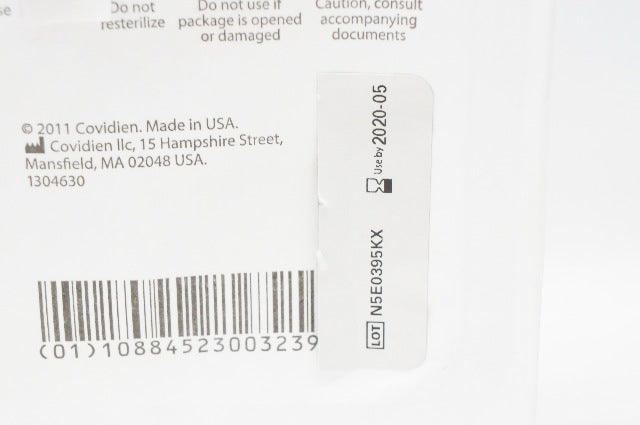 se
Do not
resterilize
Do not use if
package is opened
or damaged
Caution, consult
accompanying
documents
© 2011 Covidien. Made in USA.
Covidien llc, 15 Hampshire Street,
Mansfield, MA 02048 USA.
1304630
(01)10884523003239
Use by 2020-05
LOT N5E0395KX